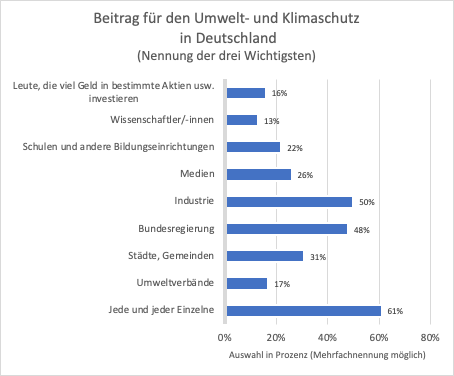 Beitrag für den Umwelt- und Klimaschutz
in Deutschland
(Nennung der drei Wichtigsten)
Leute, die viel Geld in bestimmte Aktien usw.
investieren
16%
Wissenschaftler/-innen
13%
Schulen und andere Bildungseinrichtungen
22%
Medien
26%
Industrie
50%
Bundesregierung
48%
Städte, Gemeinden
31%
Umweltverbände
17%
Jede und jeder Einzelne
61%
0%
20%
40%
60%
80%
Auswahl in Prozent (Mehrfachnennung möglich)